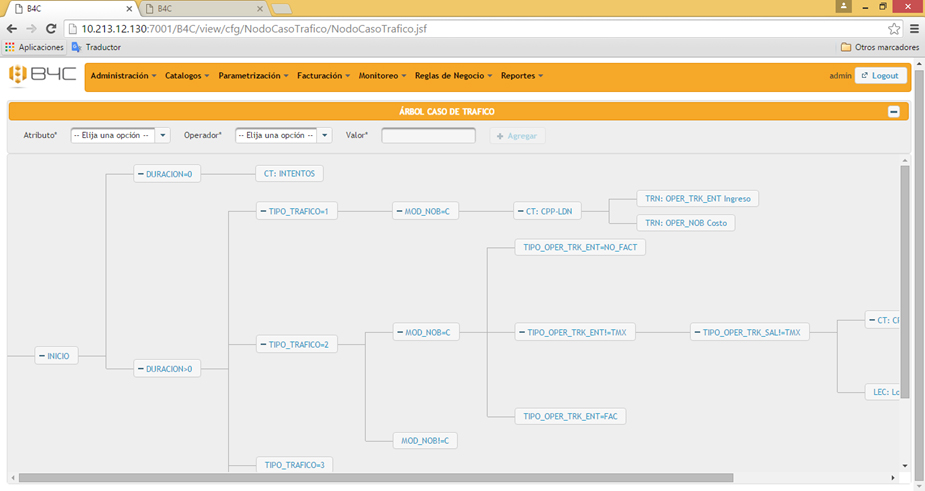 B4C
B4C
10.213.12.130:7001/B4C/view/cfg/NodoCasoTrafico/NodoCasoTrafico.jsf
Aplicaciones Traductor Otros marcadores
B4C Administración Catalogos Parametrización Facturación Monitoreo Reglas de Negocio Reportes admin Logout
ÁRBOL CASO DE TRAFICO
Atributo* -- Elija una opción -- Operador* -- Elija una opción -- Valor* Agregar
DURACION=0 CT: INTENTOS
TRN: OPER_TRK_ENT Ingreso
TIPO_TRAFICO=1 MOD_NOB=C CT: CPP-LDN
TRN: OPER_NOB Costo
TIPO_OPER_TRK_ENT=NO_FACT
CT:
MOD_NOB=C TIPO_OPER_TRK_ENT!=TMX TIPO_OPER_TRK_SAL!=TMX
TIPO_TRAFICO=2
INICIO
DURACION>0
LEC:
TIPO_OPER_TRK_ENT=FAC
MOD_NOB!=C
TIPO_TRAFICO=3